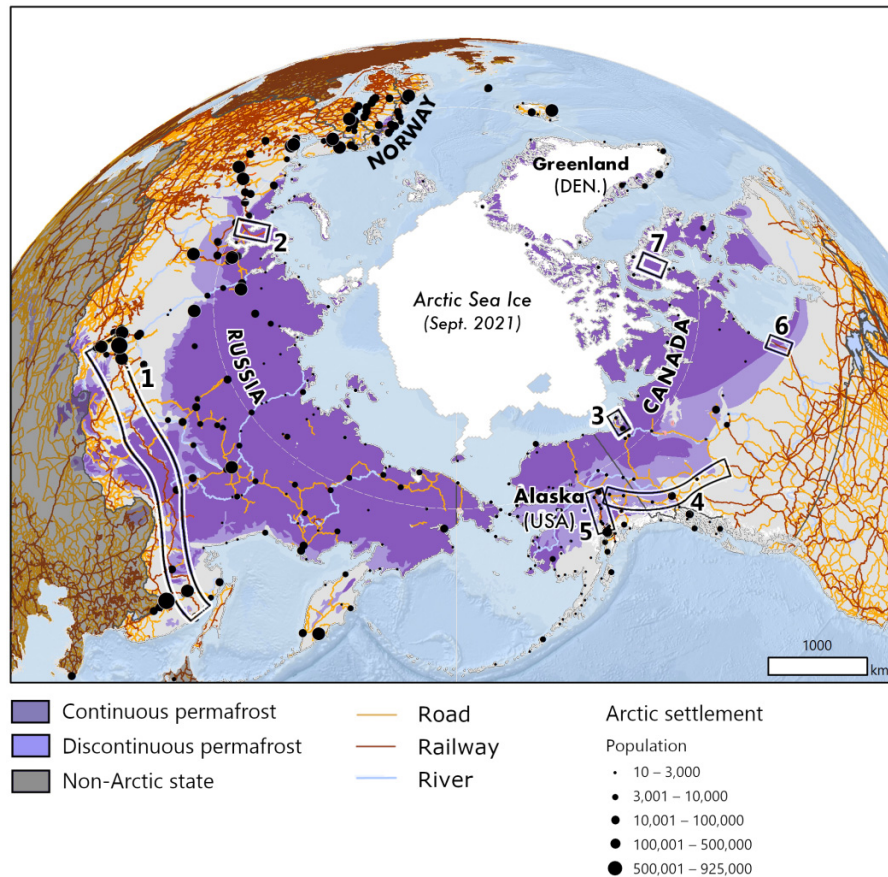 NORWAY
Greenland
(DEN.)
2
7
Arctic Sea Ice
(Sept. 2021)
RUSSIA
CANADA
6
1
3
Alaska
(USA)
4
5
1000
km
Continuous permafrost
Discontinuous permafrost
Non-Arctic state
Road
Railway
River
Arctic settlement
Population
10 – 3,000
3,001 – 10,000
10,001 – 100,000
100,001 – 500,000
500,001 – 925,000